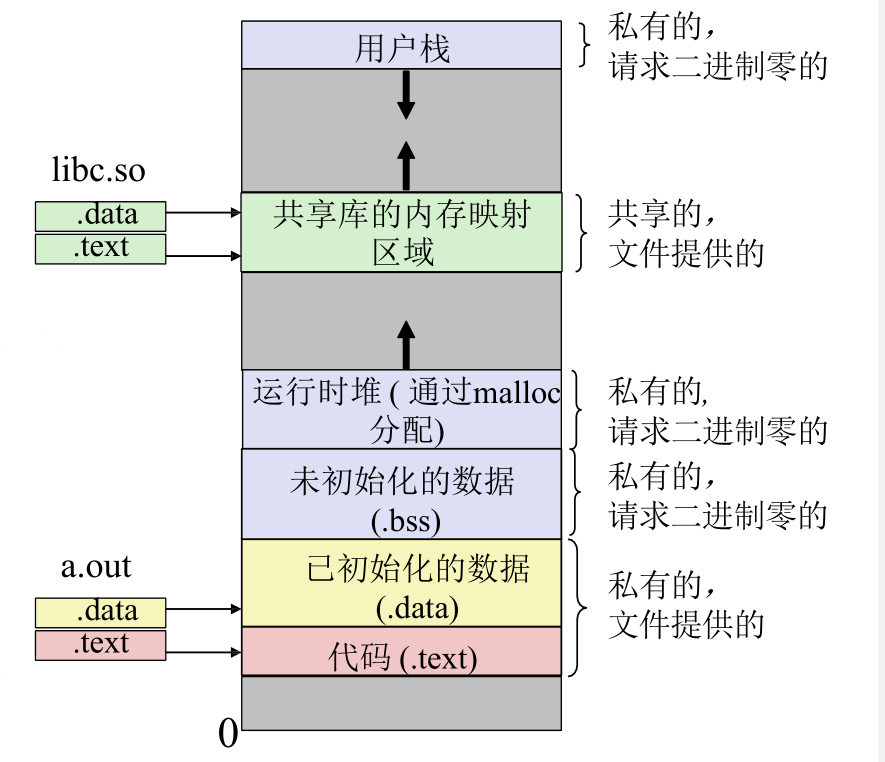 用户栈
私有的，
请求二进制零的
libc.so
.data
.text
共享库的内存映射
区域
共享的，
文件提供的
运行时堆 ( 通过malloc
分配)
私有的,
请求二进制零的
未初始化的数据
(.bss)
私有的，
请求二进制零的
a.out
.data
.text
已初始化的数据
(.data)
代码 (.text)
私有的，
文件提供的
0